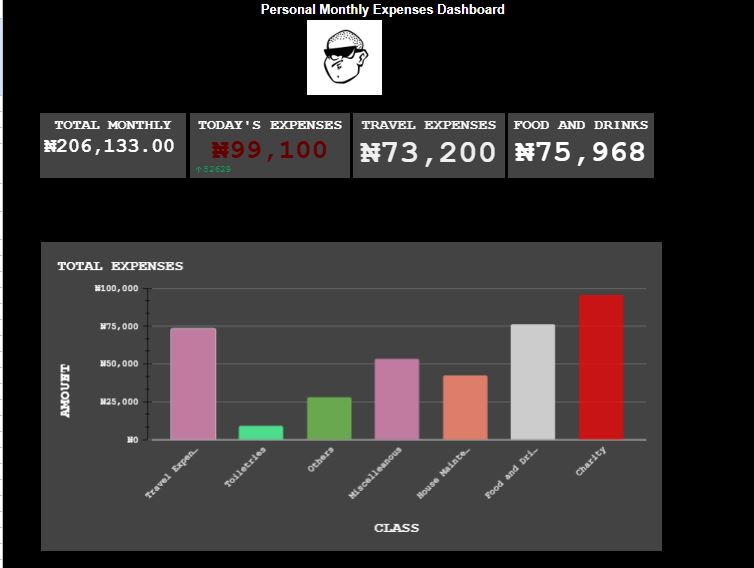 Personal Monthly Expenses Dashboard
TOTAL MONTHLY
₦206,133.00
TODAY'S EXPENSES
₦99,100
↑52629
TRAVEL EXPENSES
₦73,200
FOOD AND DRINKS
₦75,968
TOTAL EXPENSES
₦100,000
₦75,000
₦50,000
₦25,000
₦0
AMOUNT
Travel Expen…
Toiletries
Others
Miscelleanous
House Mainte…
Food and Dri…
Charity
CLASS